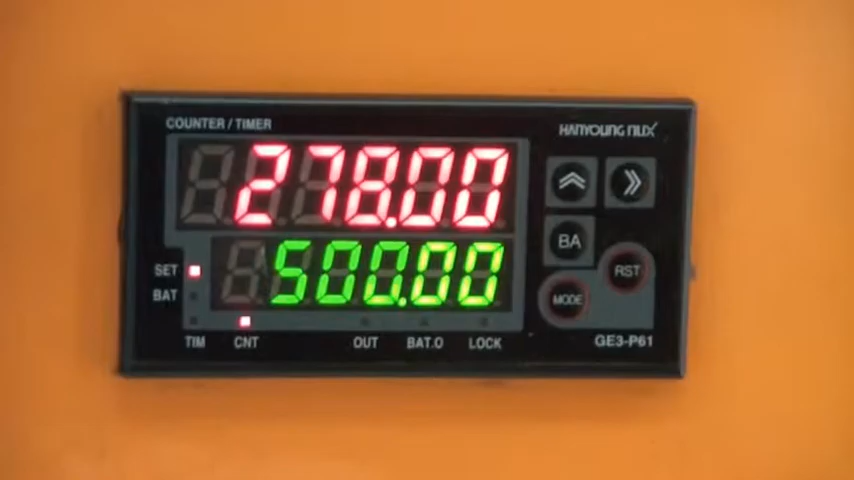 COUNTER / TIMER
HANYOUNG NUX
278.00
500.00
SET
BAT
TIM CNT OUT BAT.O LOCK
BA
RST
MODE
GE3-P61